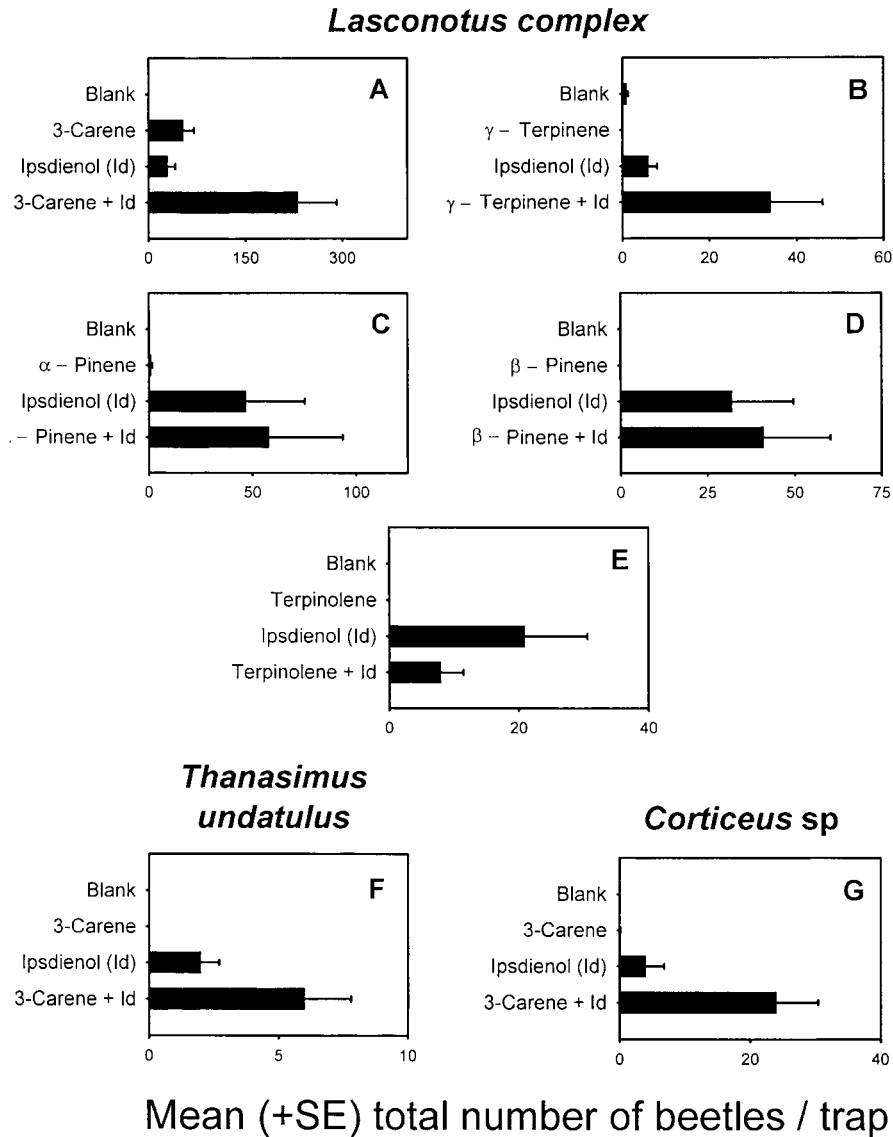 Lasconotus complex
A
Blank
3-Carene
Ipsdienol (Id)
3-Carene + Id
0 150 300
B
Blank
γ – Terpinene
Ipsdienol (Id)
γ – Terpinene + Id
0 20 40 60
C
Blank
α – Pinene
Ipsdienol (Id)
– Pinene + Id
0 50 100
D
Blank
β – Pinene
Ipsdienol (Id)
β – Pinene + Id
0 25 50 75
E
Blank
Terpinolene
Ipsdienol (Id)
Terpinolene + Id
0 20 40
Thanasimus
undatulus
F
Blank
3-Carene
Ipsdienol (Id)
3-Carene + Id
0 5 10
Corticeus sp
G
Blank
3-Carene
Ipsdienol (Id)
3-Carene + Id
0 20 40
Mean (+SE) total number of beetles / trap